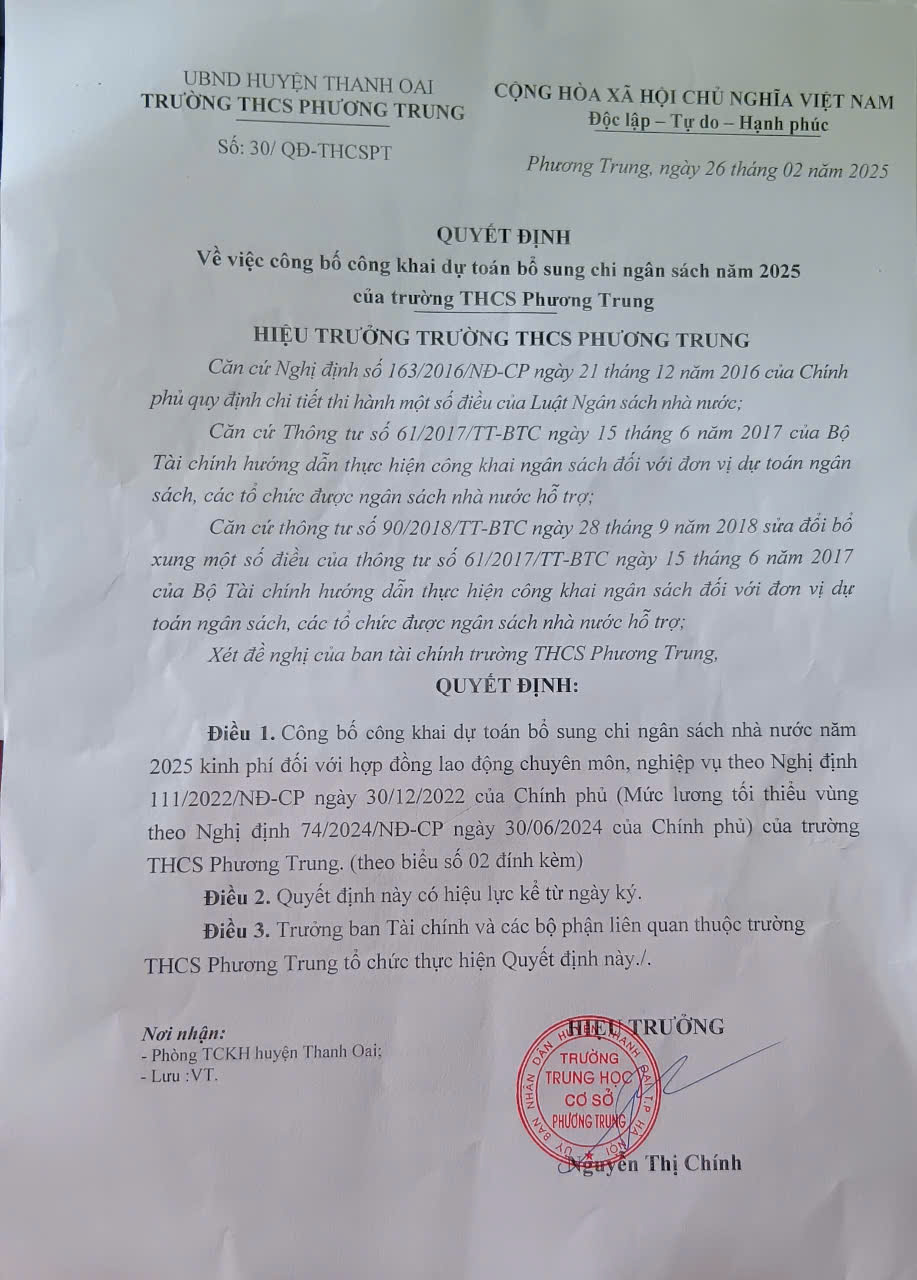 UBND HUYỆN THANH OAI
TRƯỜNG THCS PHƯƠNG TRUNG
Số: 30/ QĐ-THCSPT
CỘNG HÒA XÃ HỘI CHỦ NGHĨA VIỆT NAM
Độc lập – Tự do – Hạnh phúc
Phương Trung, ngày 26 tháng 02 năm 2025
QUYẾT ĐỊNH
Về việc công bố công khai dự toán bổ sung chi ngân sách năm 2025
của trường THCS Phương Trung
HIỆU TRƯỞNG TRƯỜNG THCS PHƯƠNG TRUNG
Căn cứ Nghị định số 163/2016/NĐ-CP ngày 21 tháng 12 năm 2016 của Chính
phủ quy định chi tiết thi hành một số điều của Luật Ngân sách nhà nước;
Căn cứ Thông tư số 61/2017/TT-BTC ngày 15 tháng 6 năm 2017 của Bộ
Tài chính hướng dẫn thực hiện công khai ngân sách đối với đơn vị dự toán ngân
sách, các tổ chức được ngân sách nhà nước hỗ trợ;
Căn cứ thông tư số 90/2018/TT-BTC ngày 28 tháng 9 năm 2018 sửa đổi bổ
xung một số điều của thông tư số 61/2017/TT-BTC ngày 15 tháng 6 năm 2017
của Bộ Tài chính hướng dẫn thực hiện công khai ngân sách đối với đơn vị dự
toán ngân sách, các tổ chức được ngân sách nhà nước hỗ trợ;
Xét đề nghị của ban tài chính trường THCS Phương Trung,
QUYẾT ĐỊNH:
Điều 1. Công bố công khai dự toán bổ sung chi ngân sách nhà nước năm
2025 kinh phí đối với hợp đồng lao động chuyên môn, nghiệp vụ theo Nghị định
111/2022/NĐ-CP ngày 30/12/2022 của Chính phủ (Mức lương tối thiểu vùng
theo Nghị định 74/2024/NĐ-CP ngày 30/06/2024 của Chính phủ) của trường
THCS Phương Trung. (theo biểu số 02 đính kèm)
Điều 2. Quyết định này có hiệu lực kể từ ngày ký.
Điều 3. Trưởng ban Tài chính và các bộ phận liên quan thuộc trường
THCS Phương Trung tổ chức thực hiện Quyết định này./.
Nơi nhận:
- Phòng TCKH huyện Thanh Oai;
- Lưu :VT.
HIỆU TRƯỞNG
ỦY BAN NHÂN DÂN HUYỆN THANH OAI T.P HÀ NỘI
TRƯỜNG
TRUNG HỌC
CƠ SỞ
PHƯƠNG TRUNG
Nguyễn Thị Chính